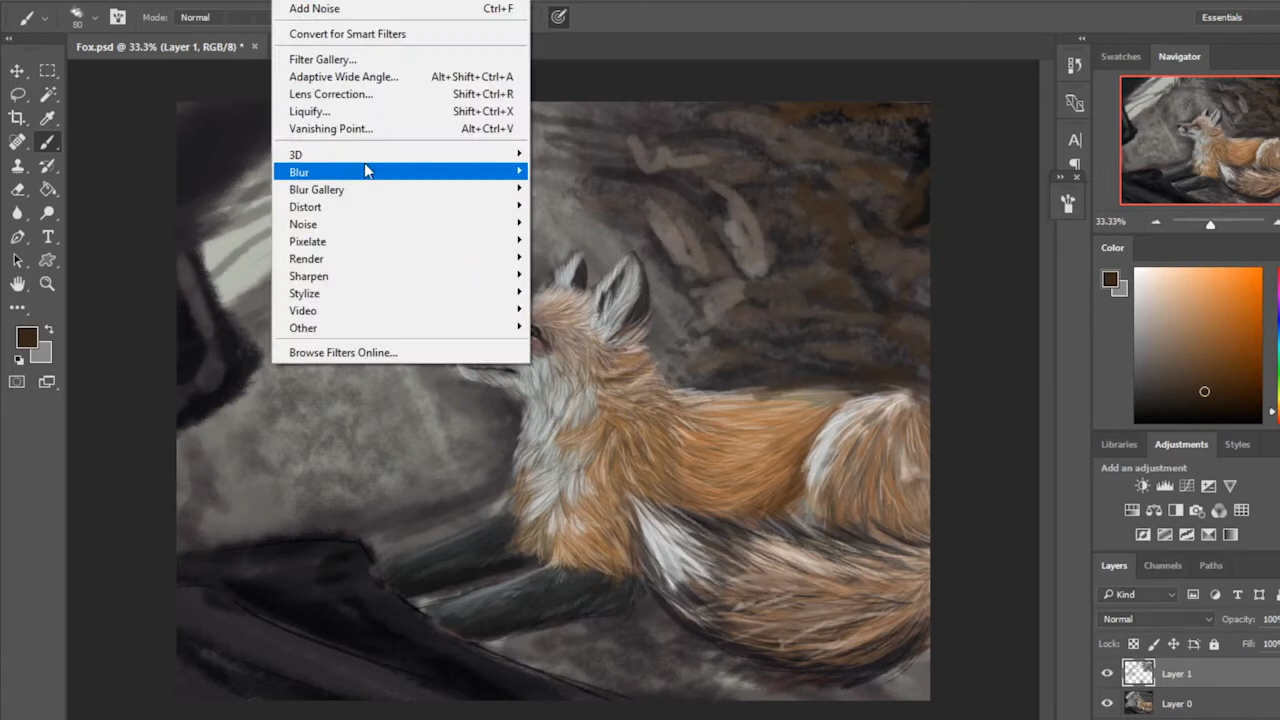 80
Mode: Normal
Essentials
Fox.psd @ 33.3% (Layer 1, RGB/8) *
Add Noise Ctrl+F
Convert for Smart Filters
Filter Gallery...
Adaptive Wide Angle... Alt+Shift+Ctrl+A
Lens Correction... Shift+Ctrl+R
Liquify... Shift+Ctrl+X
Vanishing Point... Alt+Ctrl+V
3D
Blur
Blur Gallery
Distort
Noise
Pixelate
Render
Sharpen
Stylize
Video
Other
Browse Filters Online...
Swatches Navigator
33.33%
Color
Libraries Adjustments Styles
Add an adjustment
Layers Channels Paths
Kind
Normal Opacity: 100%
Lock: Fill: 100%
Layer 1
Layer 0